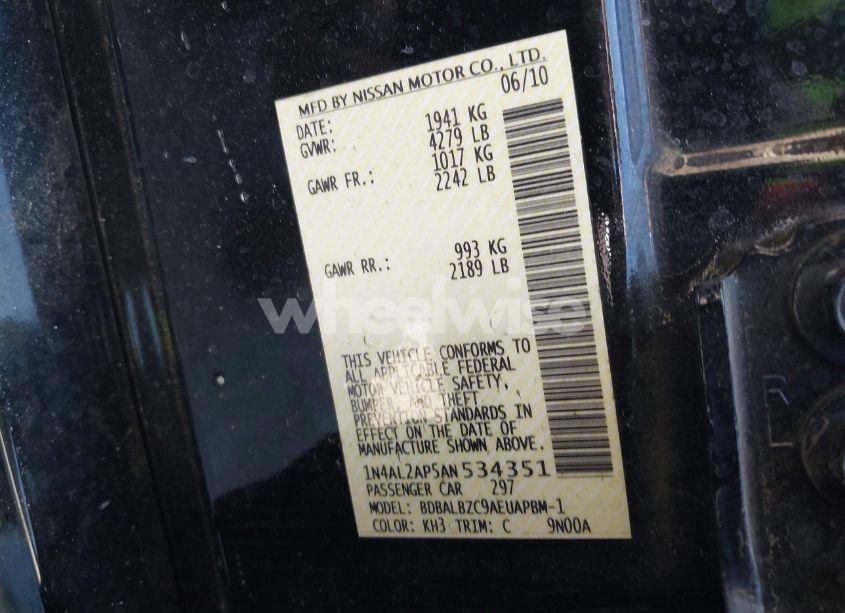 MFD BY NISSAN MOTOR CO., LTD.
DATE: 06/10
GVWR: 1941 KG
4279 LB
GAWR FR.: 1017 KG
2242 LB
GAWR RR.: 993 KG
2189 LB
wheelwise
THIS VEHICLE CONFORMS TO
ALL APPLICABLE FEDERAL
MOTOR VEHICLE SAFETY,
BUMPER, AND THEFT
PREVENTION STANDARDS IN
EFFECT ON THE DATE OF
MANUFACTURE SHOWN ABOVE.
1N4AL2AP5AN534351
PASSENGER CAR 297
MODEL: BDBALBZC9AEUAPBM-1
COLOR: KH3 TRIM: C 9N00A
R
L